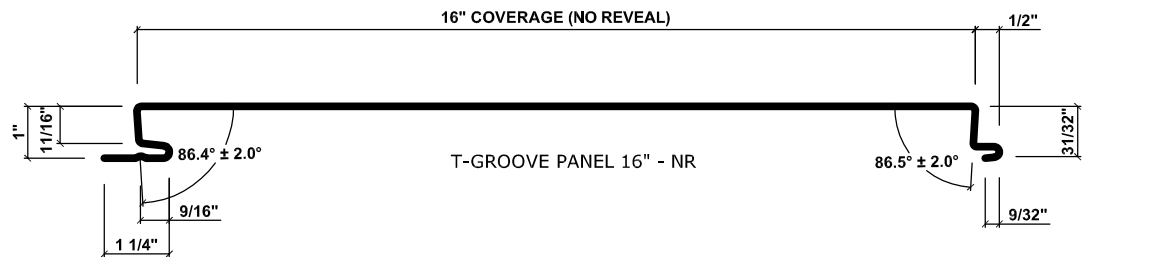 16" COVERAGE (NO REVEAL)
1/2"
1"
11/16"
31/32"
86.4° ± 2.0°
T-GROOVE PANEL 16" - NR
86.5° ± 2.0°
9/16"
9/32"
1 1/4"